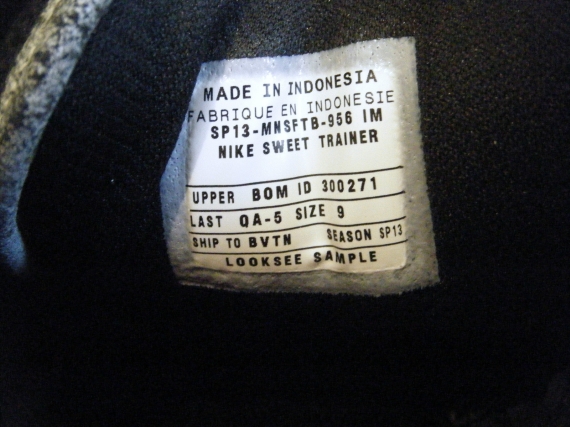 MADE IN INDONESIA
FABRIQUE EN INDONESIE
SP13-MNSFTB-956 IM
NIKE SWEET TRAINER
UPPER BOM ID 300271
LAST QA-5 SIZE 9
SHIP TO BVTN SEASON SP13
LOOKSEE SAMPLE